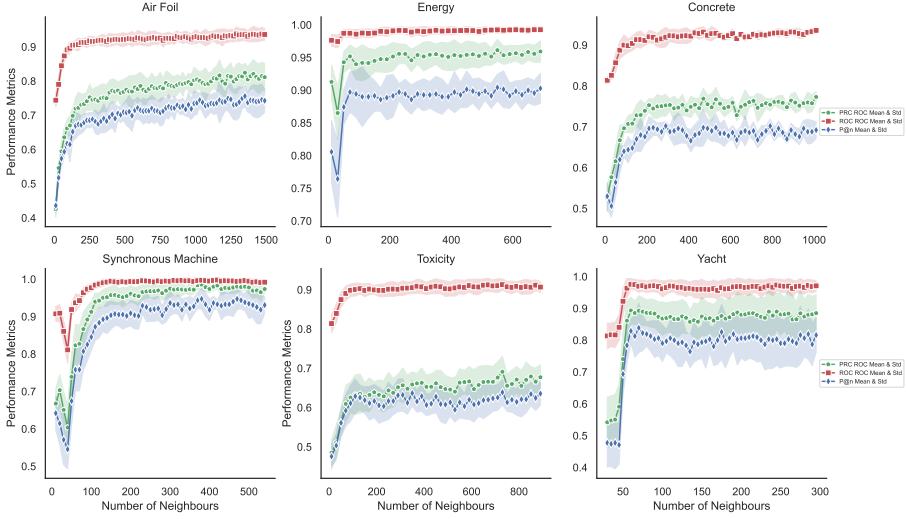 Air Foil
Energy
Concrete
Performance Metrics
0.9
0.8
0.7
0.6
0.5
0.4
0 250 500 750 1000 1250 1500
1.00
0.95
0.90
0.85
0.80
0.75
0.70
0 200 400 600
0.9
0.8
0.7
0.6
0.5
0 200 400 600 800 1000
PRC ROC Mean & Std
ROC ROC Mean & Std
P@n Mean & Std
Synchronous Machine
Toxicity
Yacht
Performance Metrics
1.0
0.9
0.8
0.7
0.6
0.5
0 100 200 300 400 500
Number of Neighbours
Performance Metrics
0.9
0.8
0.7
0.6
0.5
0 200 400 600 800
Number of Neighbours
1.0
0.9
0.8
0.7
0.6
0.5
0.4
50 100 150 200 250 300
Number of Neighbours
PRC ROC Mean & Std
ROC ROC Mean & Std
P@n Mean & Std